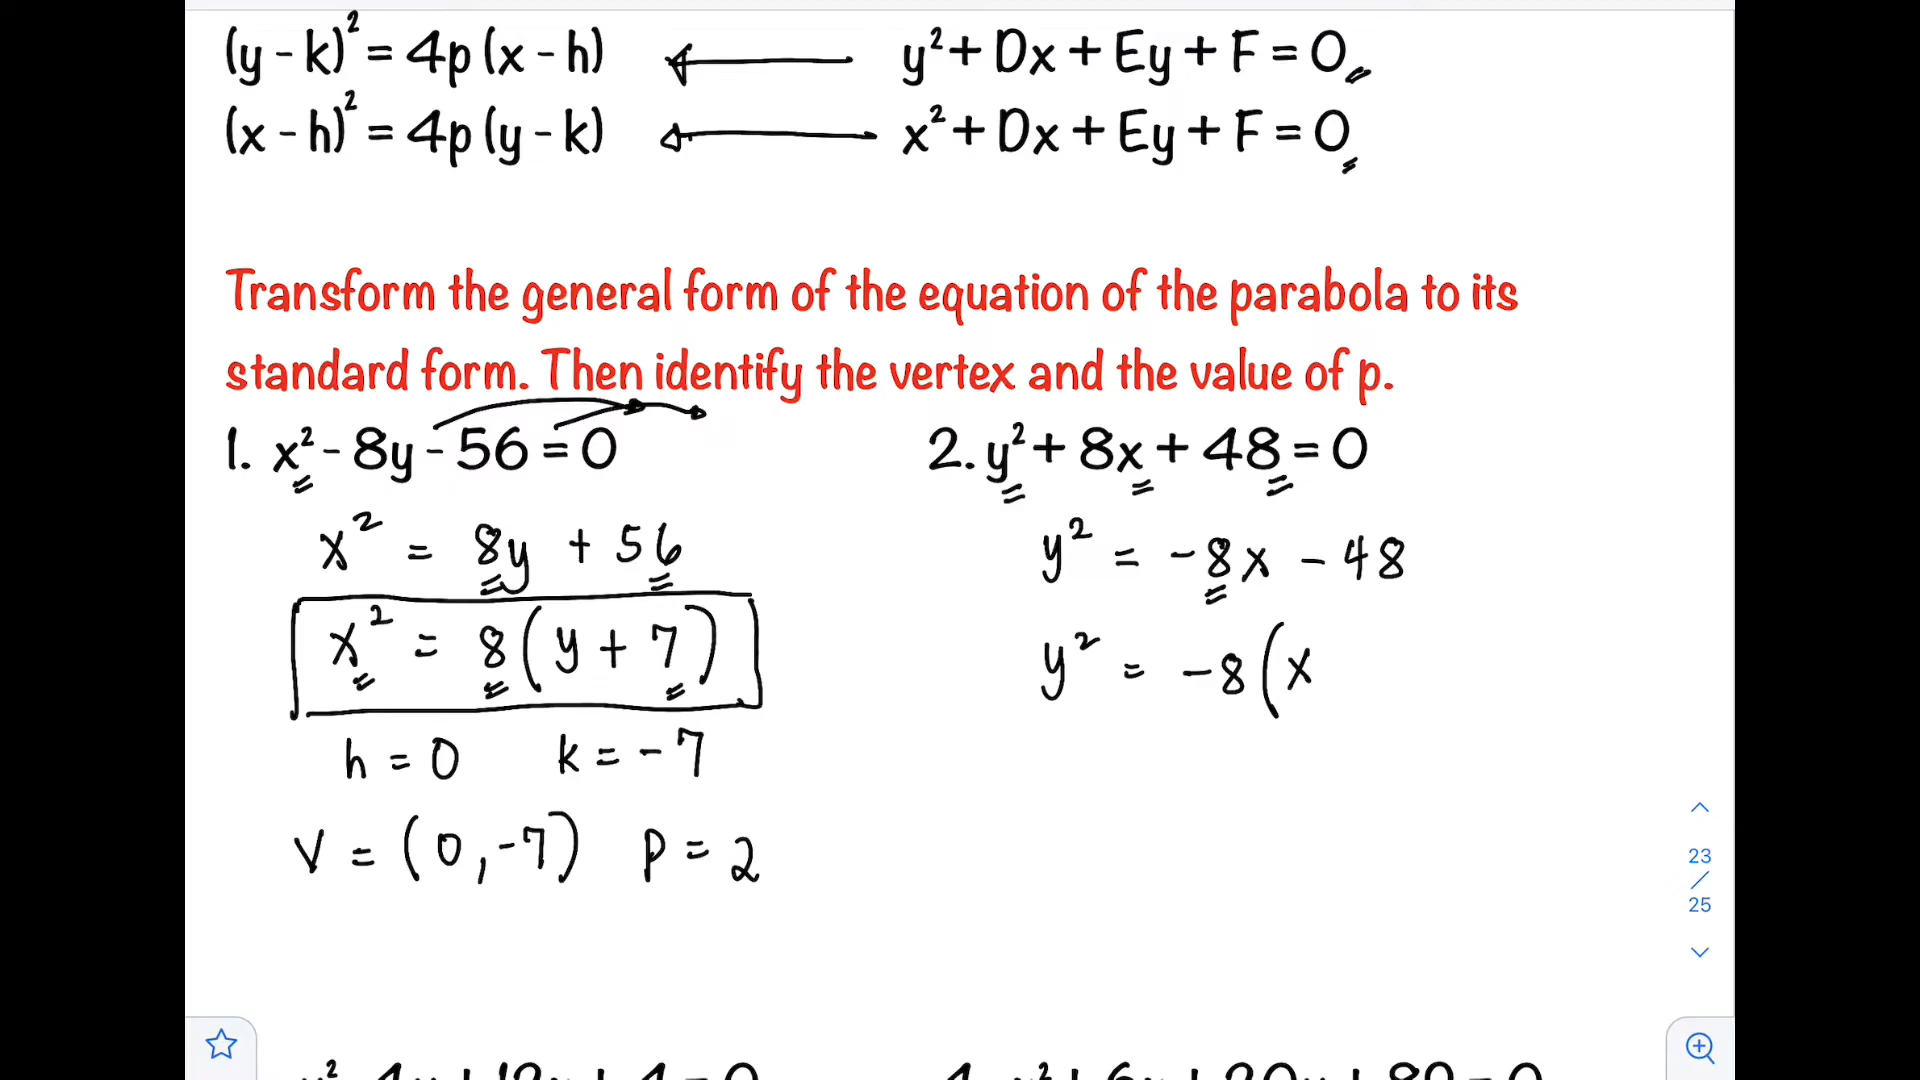 (y - k)² = 4p (x - h) ← y² + Dx + Ey + F = 0
(x - h)² = 4p (y - k) ← x² + Dx + Ey + F = 0
Transform the general form of the equation of the parabola to its
standard form. Then identify the vertex and the value of p.
1. x² - 8y - 56 = 0
x² = 8y + 56
x² = 8(y + 7)
h = 0 k = -7
V = (0, -7) P = 2
2. y² + 8x + 48 = 0
y² = -8x - 48
y² = -8(x
23
/
25